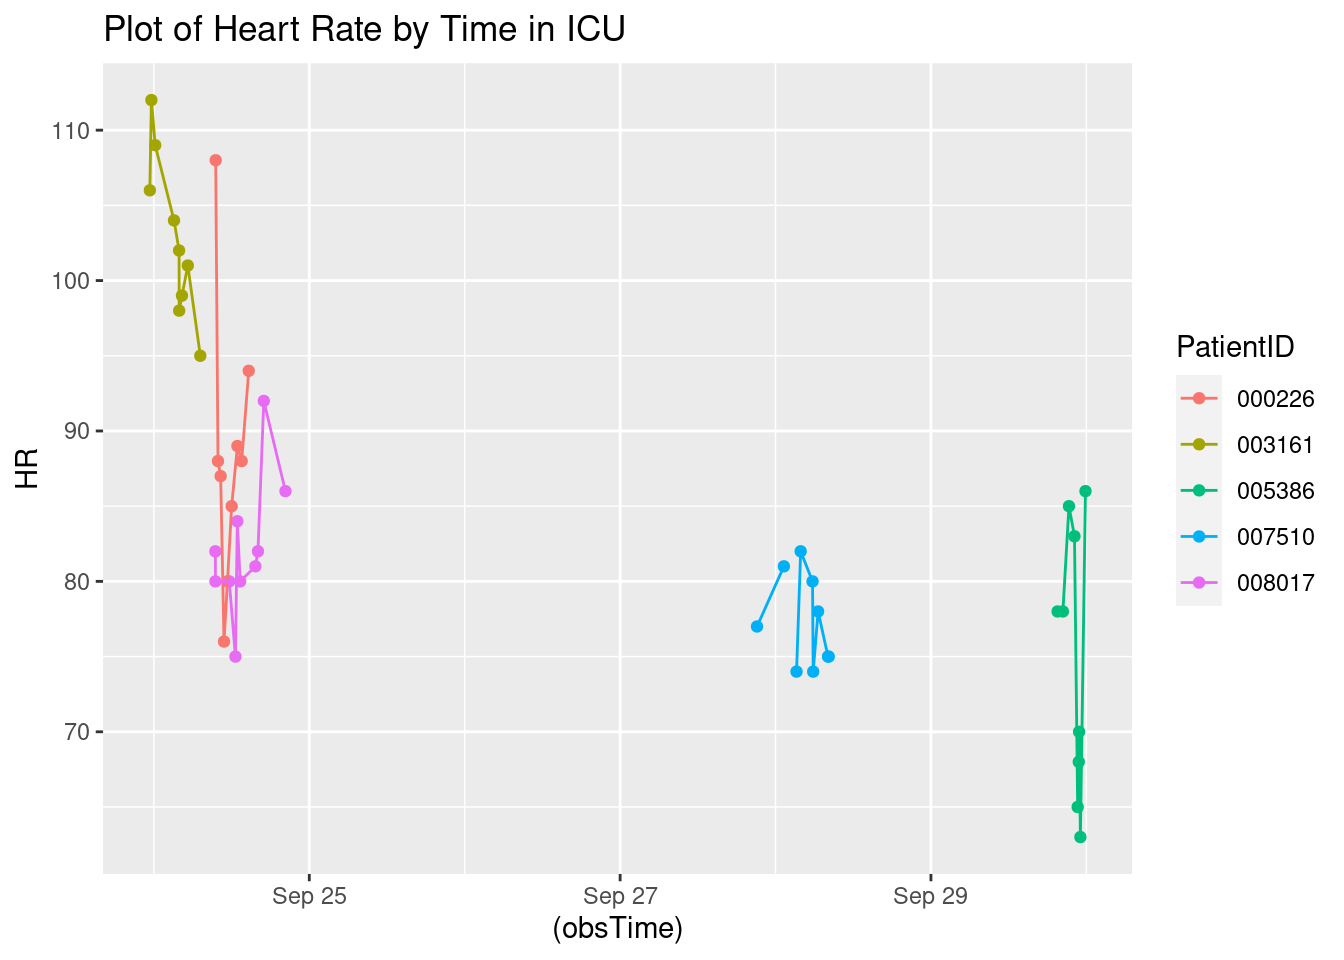 Plot of Heart Rate by Time in ICU
110
100
90
80
70
HR
Sep 25
Sep 27
Sep 29
(obsTime)
PatientID
000226
003161
005386
007510
008017